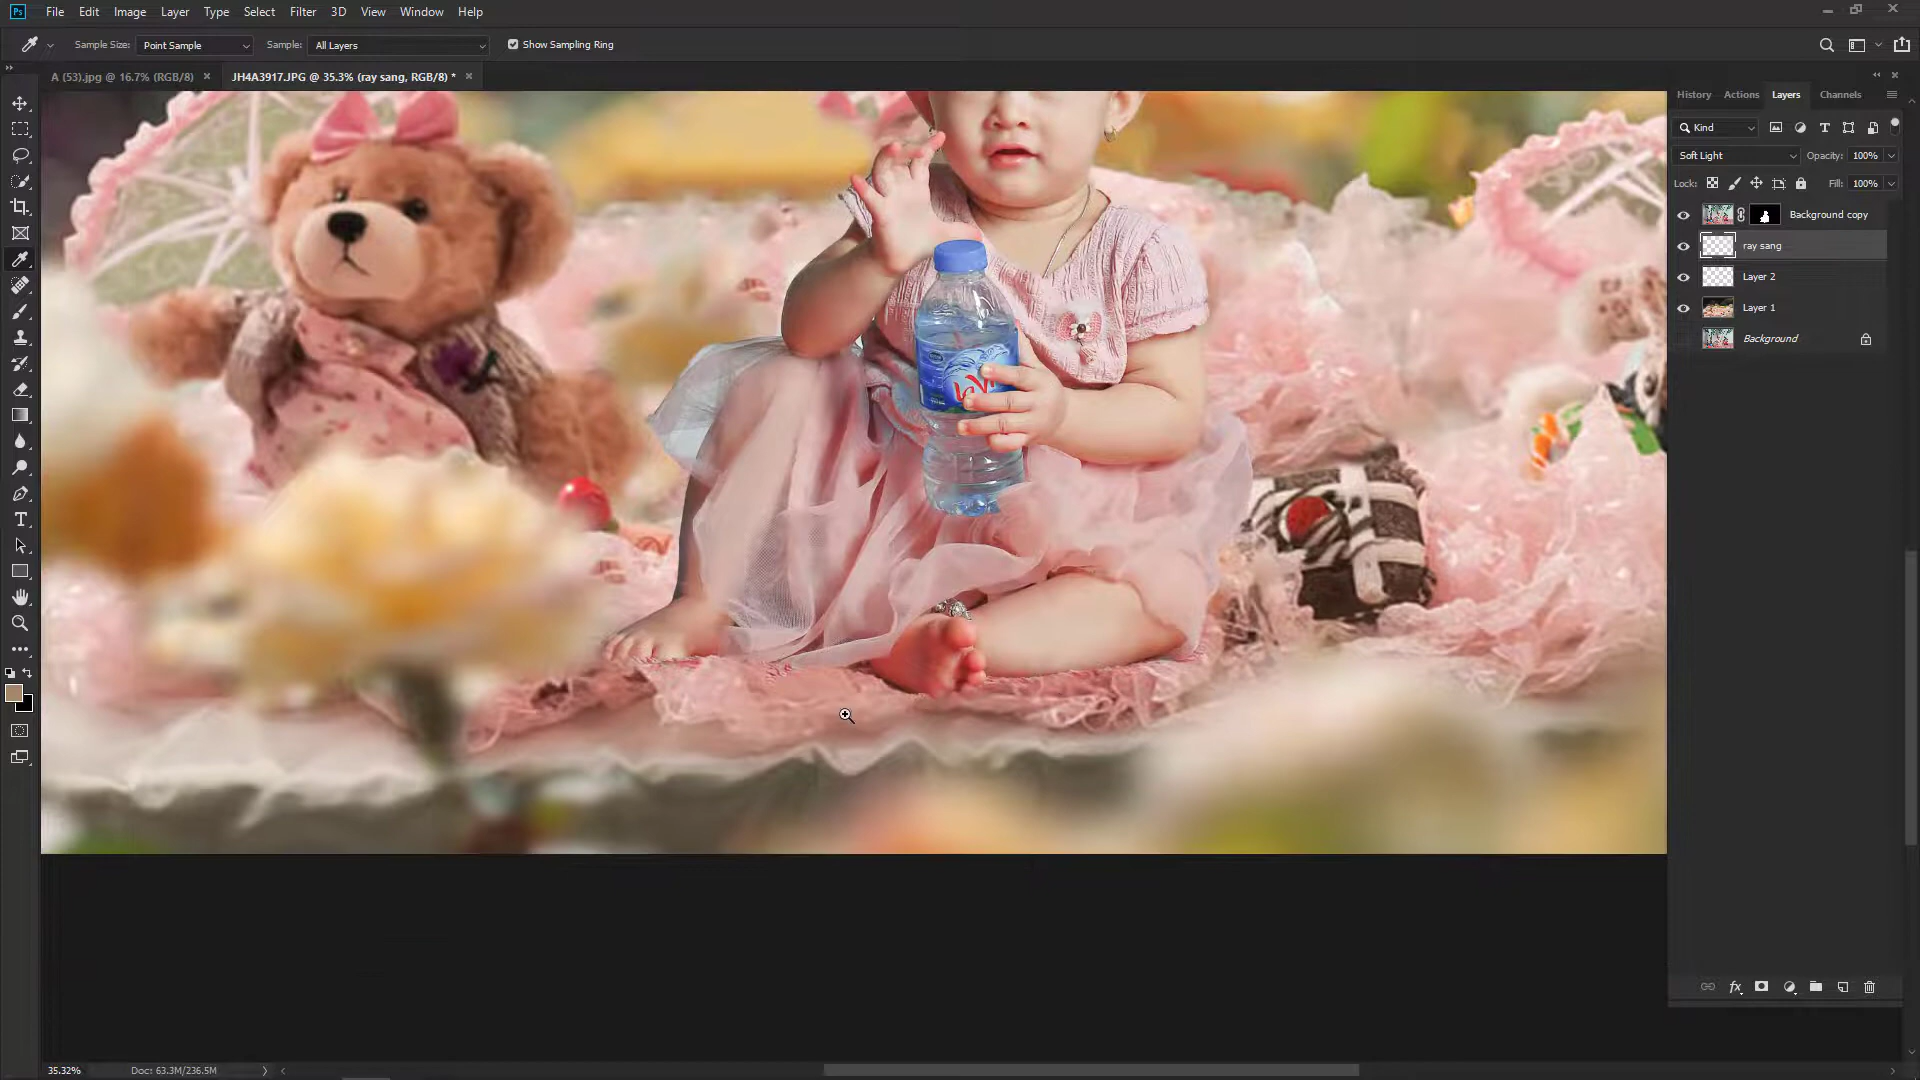 Ps File Edit Image Layer Type Select Filter 3D View Window Help
Sample Size: Point Sample Sample: All Layers Show Sampling Ring
A (53).jpg @ 16.7% (RGB/8) × JH4A3917.JPG @ 35.3% (ray sang, RGB/8) * ×
History Actions Layers Channels
Kind
Soft Light Opacity: 100%
Lock: Fill: 100%
Background copy
ray sang
Layer 2
Layer 1
Background
fx
35.32% Doc: 63.3M/236.5M